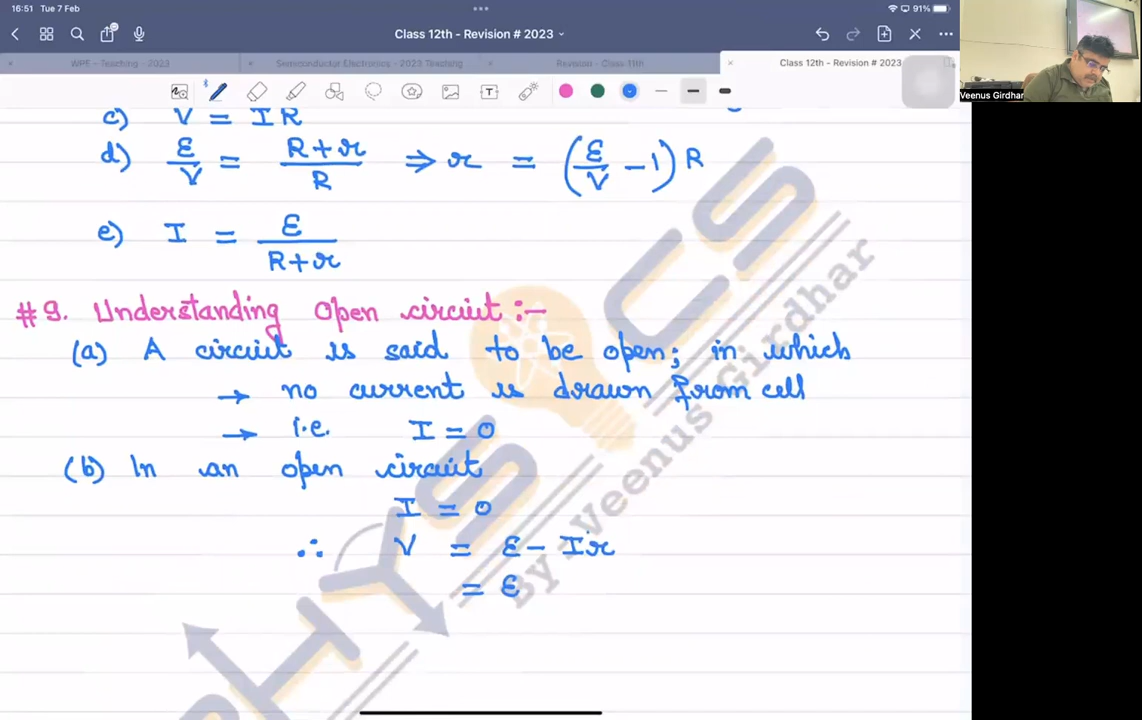 16:51 Tue 7 Feb
91%
Class 12th - Revision # 2023
WPE - Teaching - 2023
Semiconductor Electronics - 2023 Teaching
Revision - Class 11th
Class 12th - Revision # 2023
Veenus Girdhar
c) V = IR
d) ε/V = (R+r)/R ⇒ r = (ε/V - 1) R
e) I = ε/(R+r)
#9. Understanding Open circuit :-
(a) A circuit is said to be open; in which
→ no current is drawn from cell
→ i.e. I = 0
(b) In an open circuit
I = 0
∴ V = ε - Ir
= ε
PHYSICS
By - Veenus Girdhar